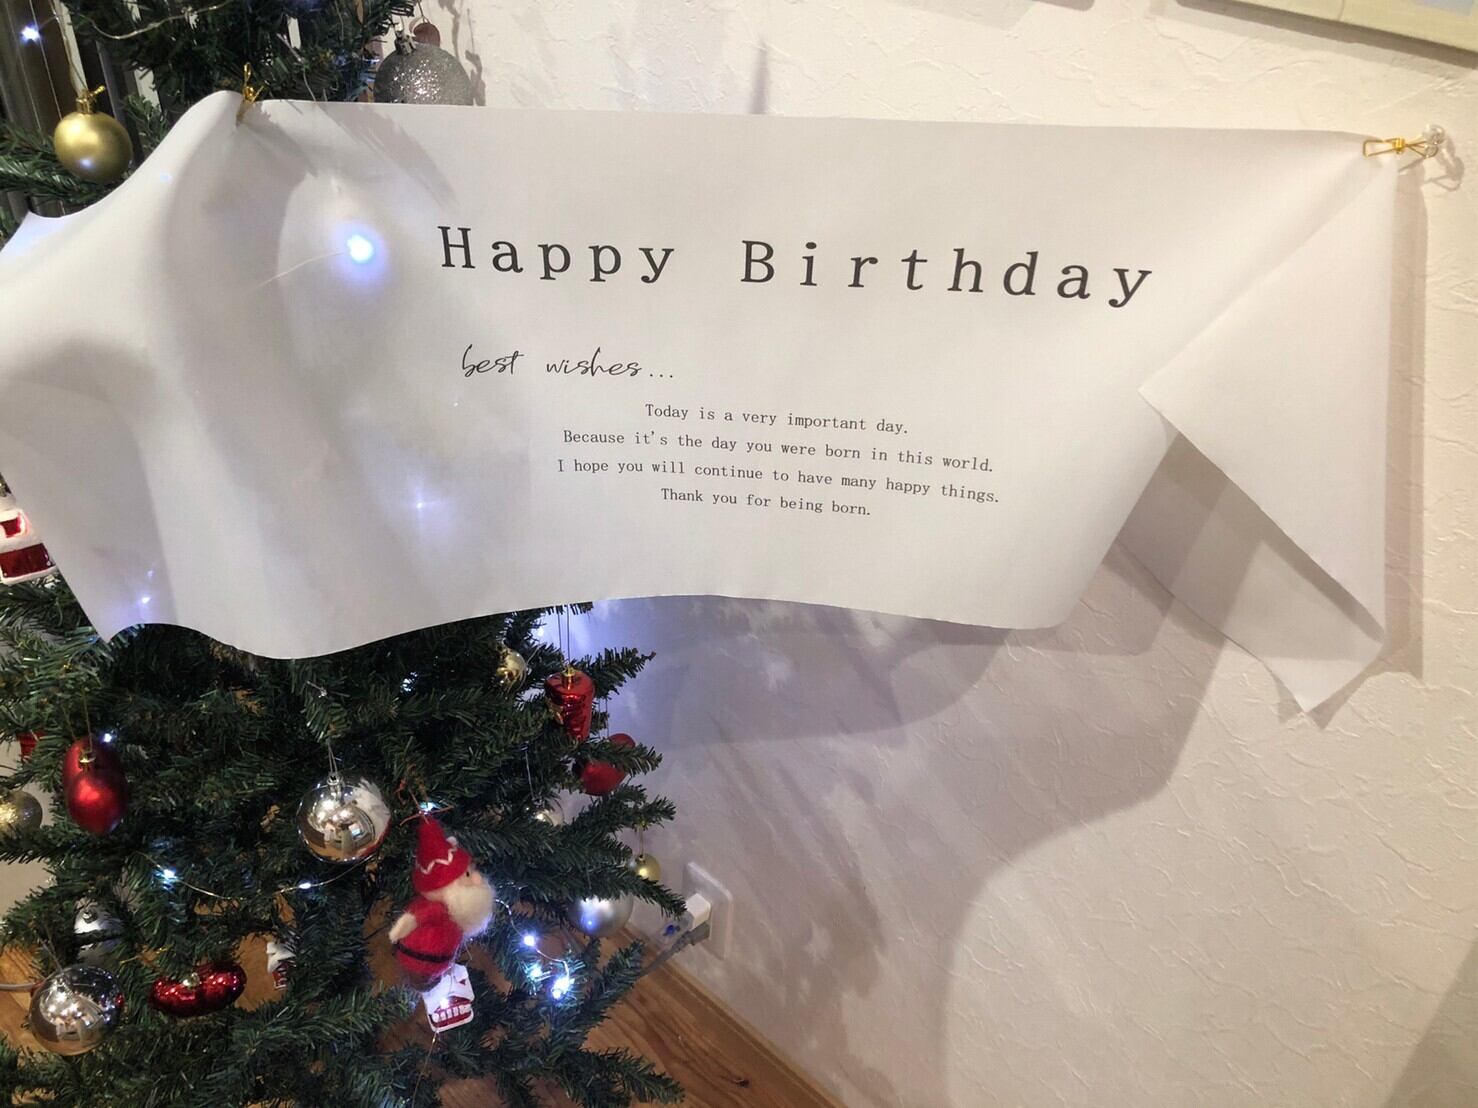 Happy Birthday
best wishes...
Today is a very important day.
Because it's the day you were born in this world.
I hope you will continue to have many happy things.
Thank you for being born.